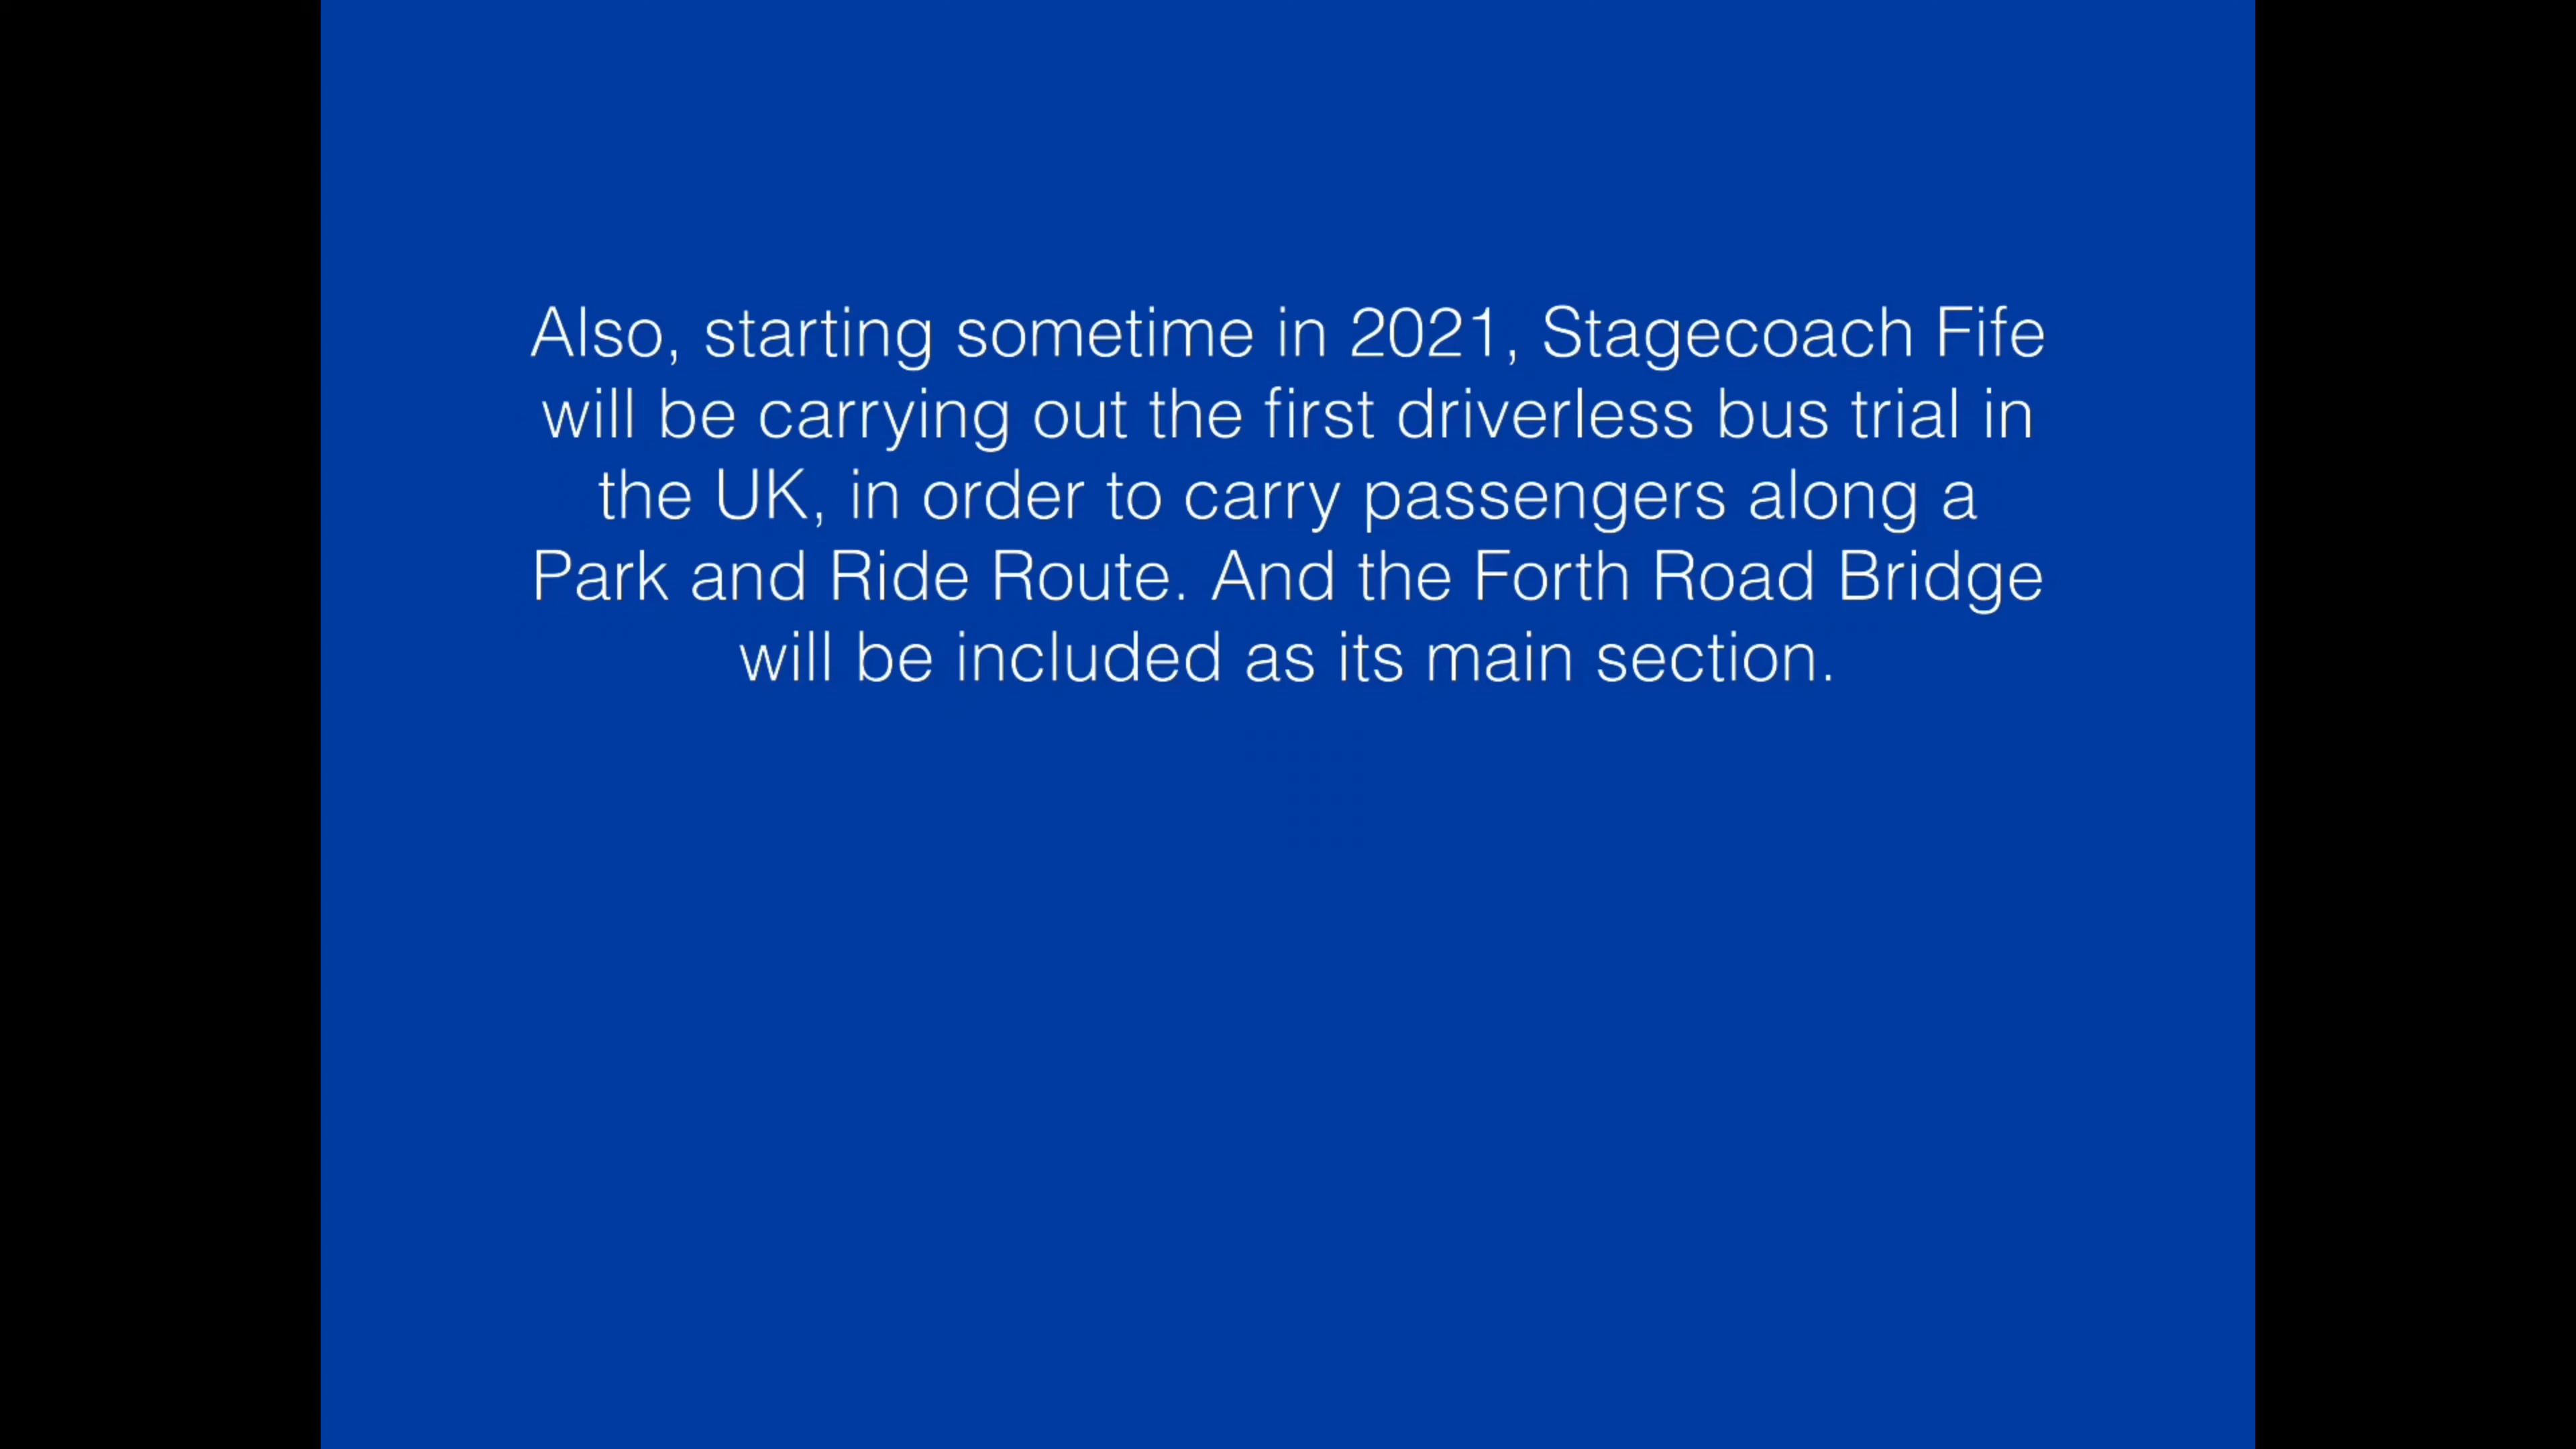 Also, starting sometime in 2021, Stagecoach Fife
will be carrying out the first driverless bus trial in
the UK, in order to carry passengers along a
Park and Ride Route. And the Forth Road Bridge
will be included as its main section.